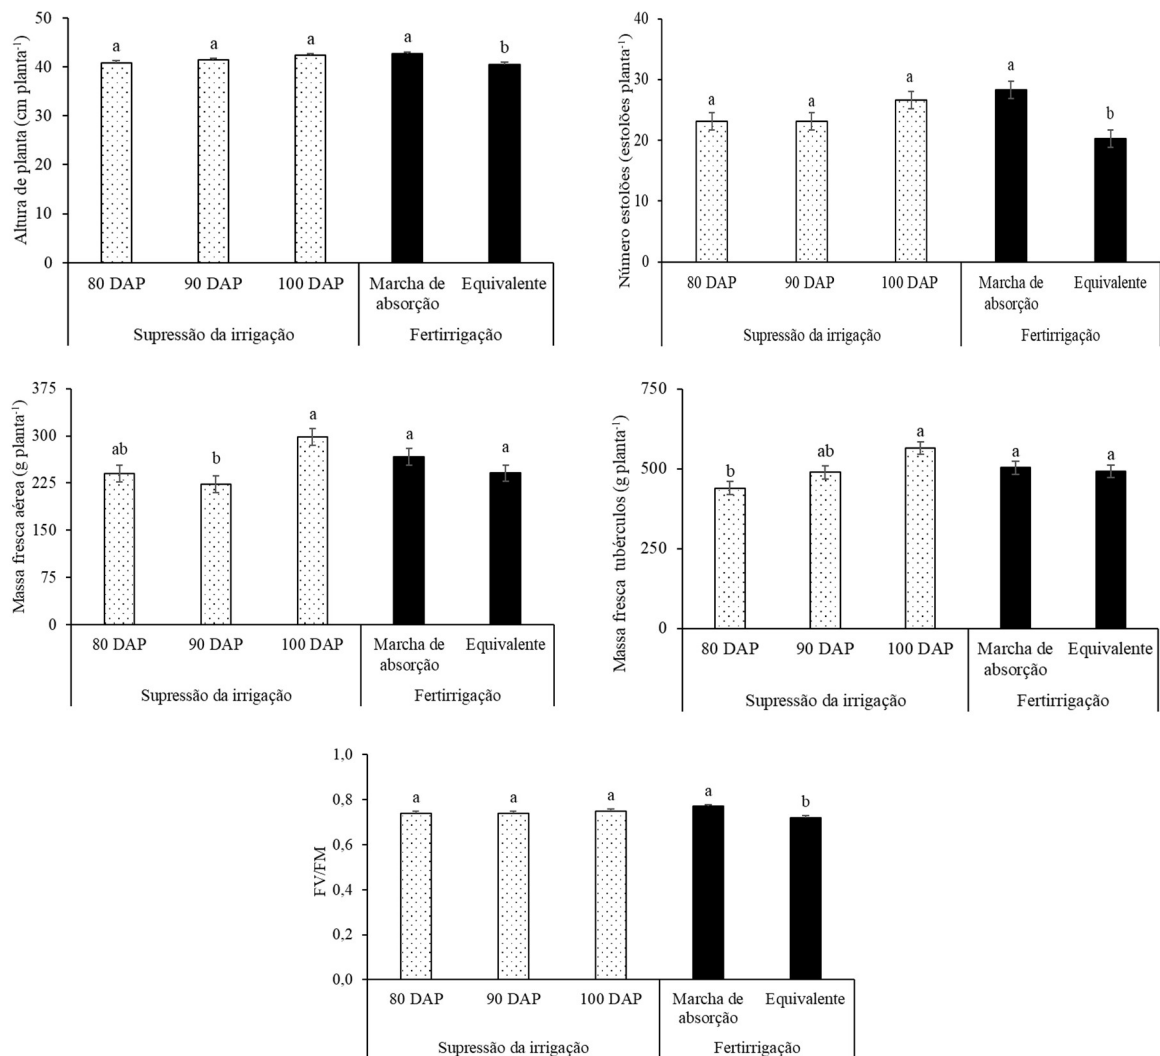 Altura de planta (cm planta⁻¹)
50
40
30
20
10
0
a
a
a
a
b
80 DAP
90 DAP
100 DAP
Marcha de
absorção
Equivalente
Supressão da irrigação
Fertirrigação
Número estolões (estolões planta⁻¹)
40
30
20
10
0
a
a
a
a
b
80 DAP
90 DAP
100 DAP
Marcha de
absorção
Equivalente
Supressão da irrigação
Fertirrigação
Massa fresca aérea (g planta⁻¹)
375
300
225
150
75
0
ab
b
a
a
a
80 DAP
90 DAP
100 DAP
Marcha de
absorção
Equivalente
Supressão da irrigação
Fertirrigação
Massa fresca tubérculos (g planta⁻¹)
750
500
250
0
b
ab
a
a
a
80 DAP
90 DAP
100 DAP
Marcha de
absorção
Equivalente
Supressão da irrigação
Fertirrigação
FV/FM
1,0
0,8
0,6
0,4
0,2
0,0
a
a
a
a
b
80 DAP
90 DAP
100 DAP
Marcha de
absorção
Equivalente
Supressão da irrigação
Fertirrigação